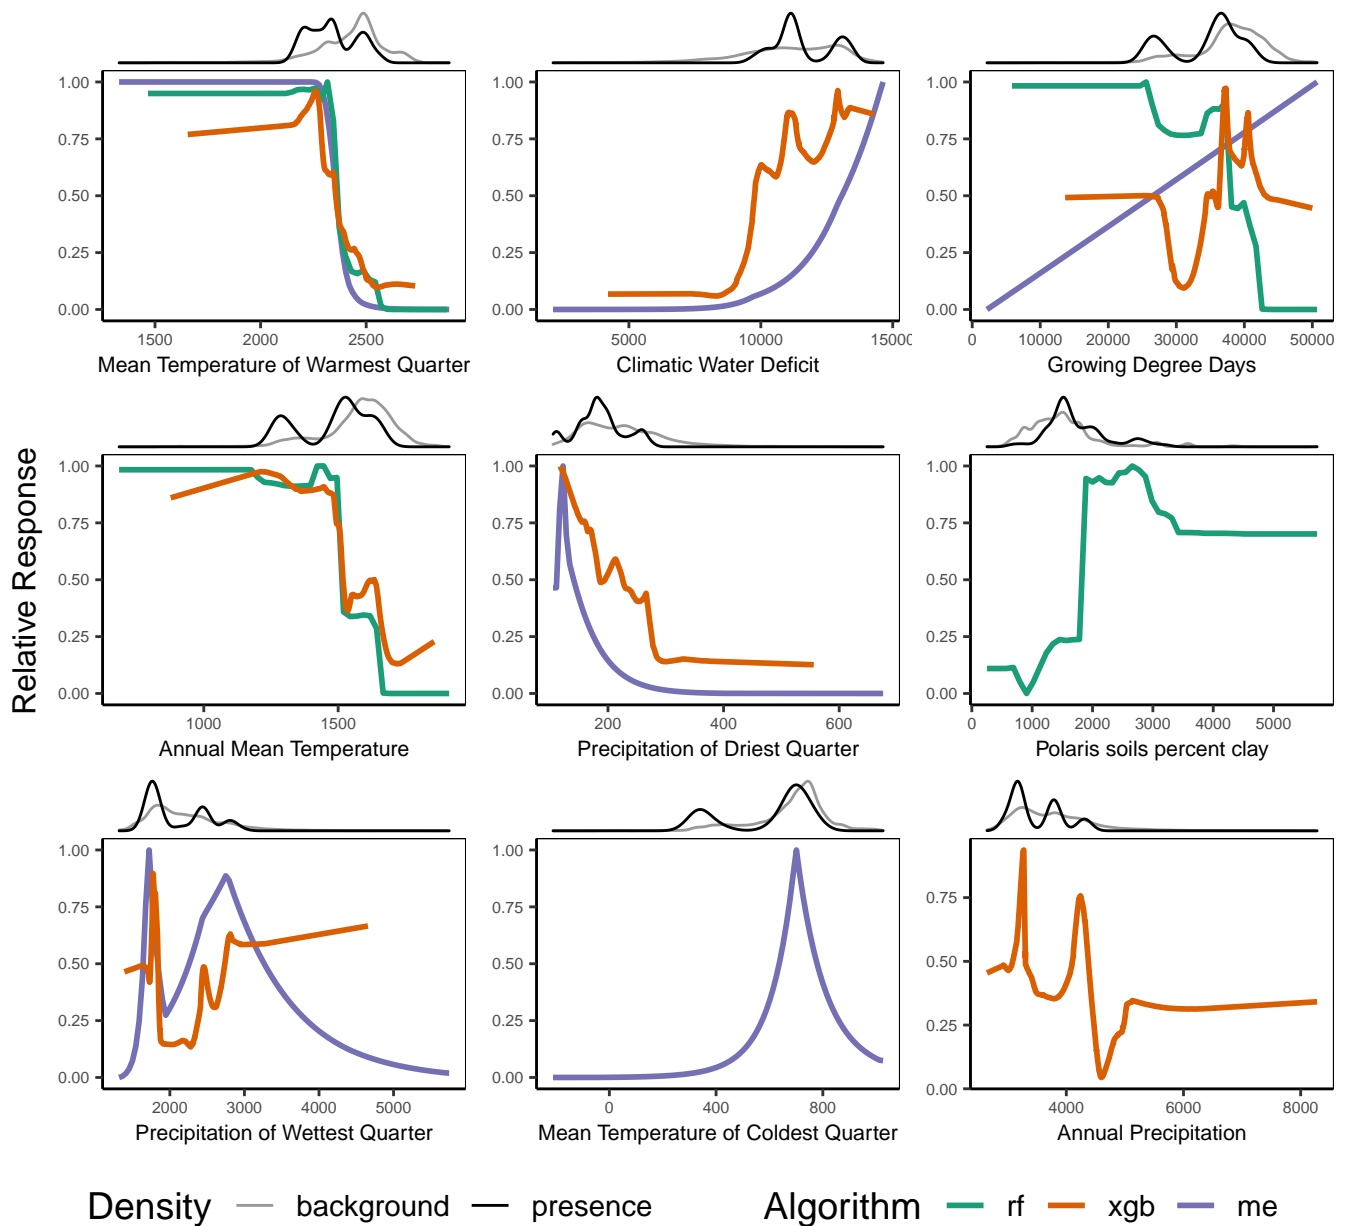 1.00
0.75
0.50
0.25
0.00
1500 2000 2500
Mean Temperature of Warmest Quarter
1.00
0.75
0.50
0.25
0.00
5000 10000 15000
Climatic Water Deficit
1.00
0.75
0.50
0.25
0.00
0 10000 20000 30000 40000 50000
Growing Degree Days
Relative Response
1.00
0.75
0.50
0.25
0.00
1000 1500
Annual Mean Temperature
1.00
0.75
0.50
0.25
0.00
200 400 600
Precipitation of Driest Quarter
1.00
0.75
0.50
0.25
0.00
0 1000 2000 3000 4000 5000
Polaris soils percent clay
1.00
0.75
0.50
0.25
0.00
2000 3000 4000 5000
Precipitation of Wettest Quarter
1.00
0.75
0.50
0.25
0.00
0 400 800
Mean Temperature of Coldest Quarter
0.75
0.50
0.25
0.00
4000 6000 8000
Annual Precipitation
Density background presence Algorithm rf xgb me